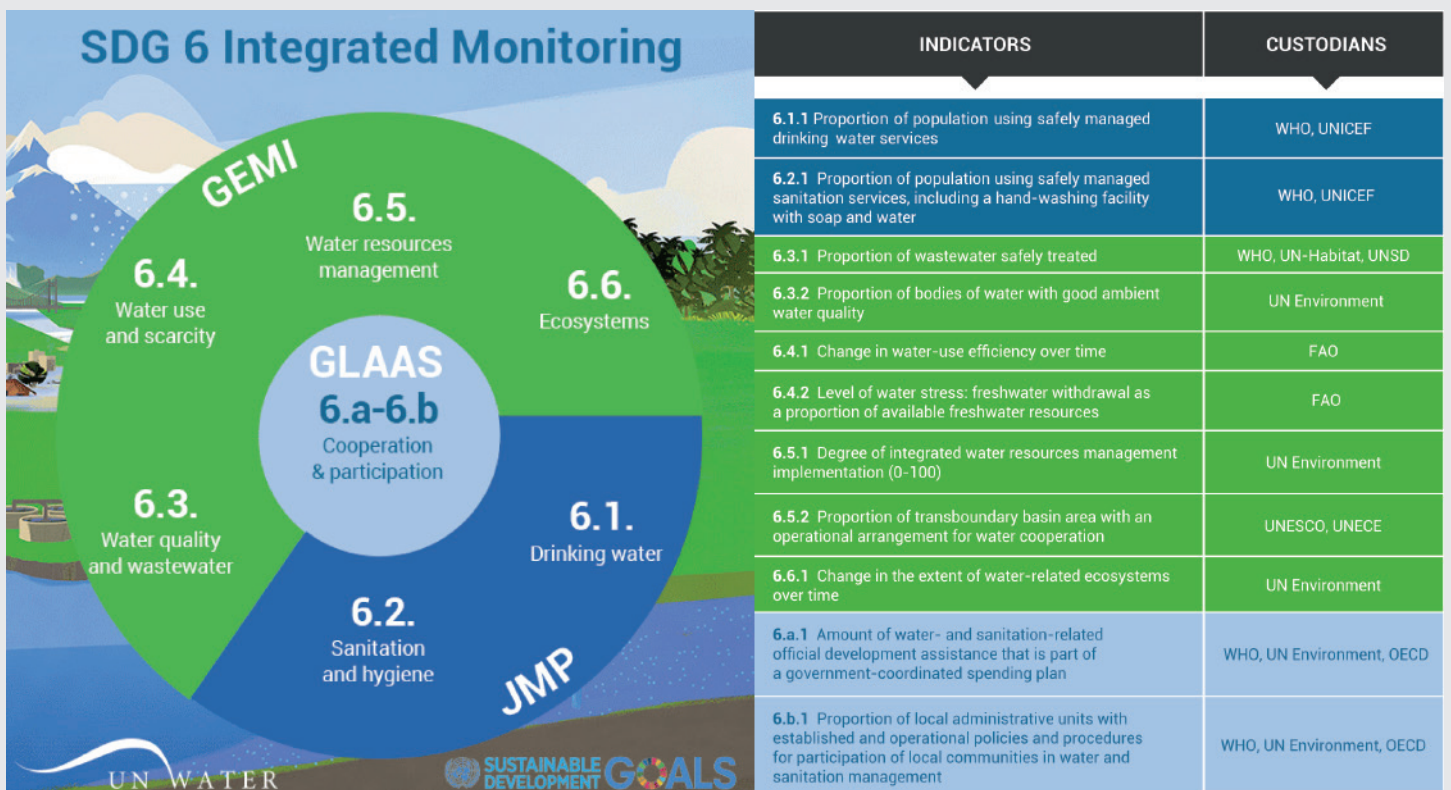 SDG 6 Integrated Monitoring
GEMI
6.5.
Water resources
management
6.4.
Water use
and scarcity
6.6.
Ecosystems
GLAAS
6.a-6.b
Cooperation
& participation
6.3.
Water quality
and wastewater
6.1.
Drinking water
6.2.
Sanitation
and hygiene
JMP
UN WATER
SUSTAINABLE
DEVELOPMENT
GOALS
INDICATORS
CUSTODIANS
6.1.1 Proportion of population using safely managed
drinking water services
WHO, UNICEF
6.2.1 Proportion of population using safely managed
sanitation services, including a hand-washing facility
with soap and water
WHO, UNICEF
6.3.1 Proportion of wastewater safely treated
WHO, UN-Habitat, UNSD
6.3.2 Proportion of bodies of water with good ambient
water quality
UN Environment
6.4.1 Change in water-use efficiency over time
FAO
6.4.2 Level of water stress: freshwater withdrawal as
a proportion of available freshwater resources
FAO
6.5.1 Degree of integrated water resources management
implementation (0-100)
UN Environment
6.5.2 Proportion of transboundary basin area with an
operational arrangement for water cooperation
UNESCO, UNECE
6.6.1 Change in the extent of water-related ecosystems
over time
UN Environment
6.a.1 Amount of water- and sanitation-related
official development assistance that is part of
a government-coordinated spending plan
WHO, UN Environment, OECD
6.b.1 Proportion of local administrative units with
established and operational policies and procedures
for participation of local communities in water and
sanitation management
WHO, UN Environment, OECD